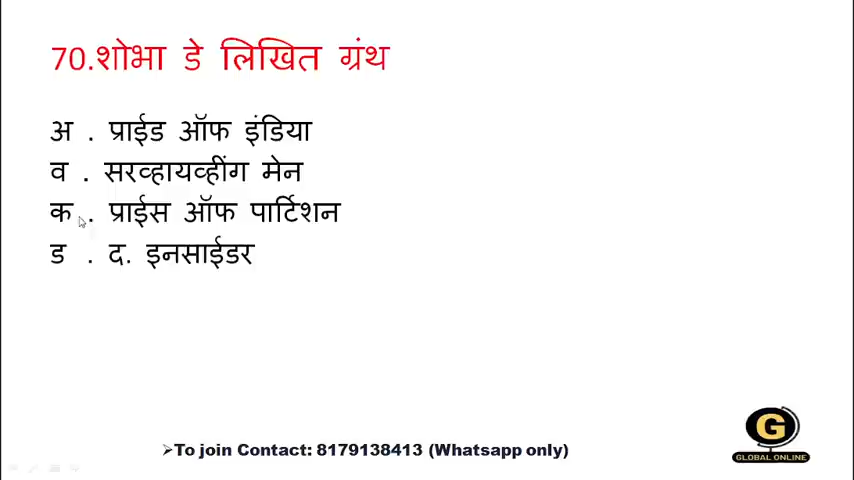 70.शोभा डे लिखित ग्रंथ
अ . प्राईड ऑफ इंडिया
व . सरव्हायव्हींग मेन
क . प्राईस ऑफ पार्टिशन
ड . द. इनसाईडर
➢To join Contact: 8179138413 (Whatsapp only)
G
GLOBAL ONLINE